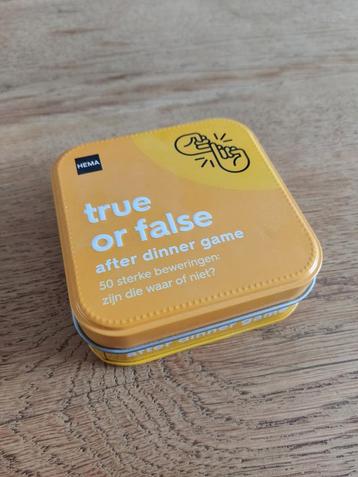 HEMA
true
or false
after dinner game
50 sterke beweringen:
zijn die waar of niet?
after dinner game